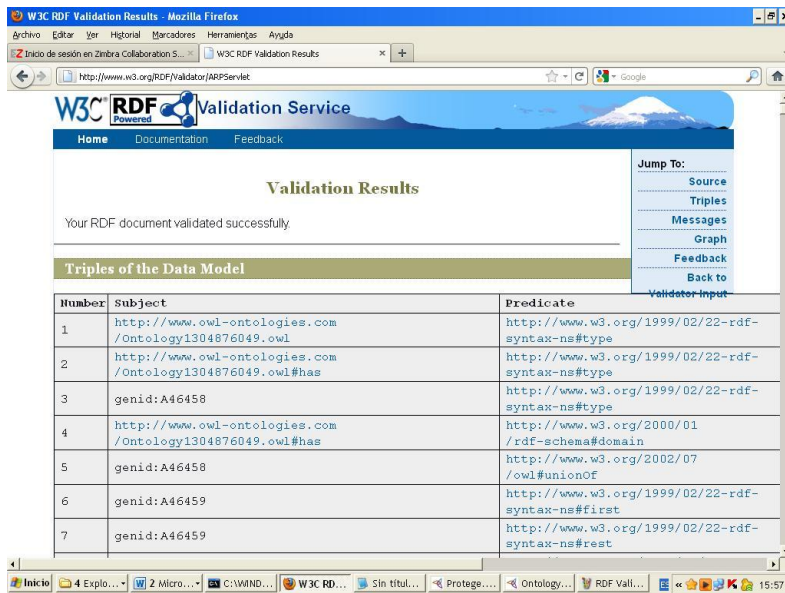 W3C RDF Validation Results - Mozilla Firefox
Archivo Editar Ver Historial Marcadores Herramientas Ayuda
Z Inicio de sesión en Zimbra Collaboration S... × W3C RDF Validation Results × +
http://www.w3.org/RDF/Validator/ARPServlet Google
W3C® RDF Powered Validation Service
Home Documentation Feedback
Jump To:
Source
Triples
Messages
Graph
Feedback
Back to
Validator Input
Validation Results
Your RDF document validated successfully.
Triples of the Data Model
Number Subject Predicate
1 http://www.owl-ontologies.com http://www.w3.org/1999/02/22-rdf-
/Ontology1304876049.owl syntax-ns#type
2 http://www.owl-ontologies.com http://www.w3.org/1999/02/22-rdf-
/Ontology1304876049.owl#has syntax-ns#type
3 genid:A46458 http://www.w3.org/1999/02/22-rdf-
syntax-ns#type
4 http://www.owl-ontologies.com http://www.w3.org/2000/01
/Ontology1304876049.owl#has /rdf-schema#domain
5 genid:A46458 http://www.w3.org/2002/07
/owl#unionOf
6 genid:A46459 http://www.w3.org/1999/02/22-rdf-
syntax-ns#first
7 genid:A46459 http://www.w3.org/1999/02/22-rdf-
syntax-ns#rest
Inicio 4 Explo... 2 Micro... C:\WIND... W3C RD... Sin títul... Protege.... Ontology... RDF Vali... ES « 15:57